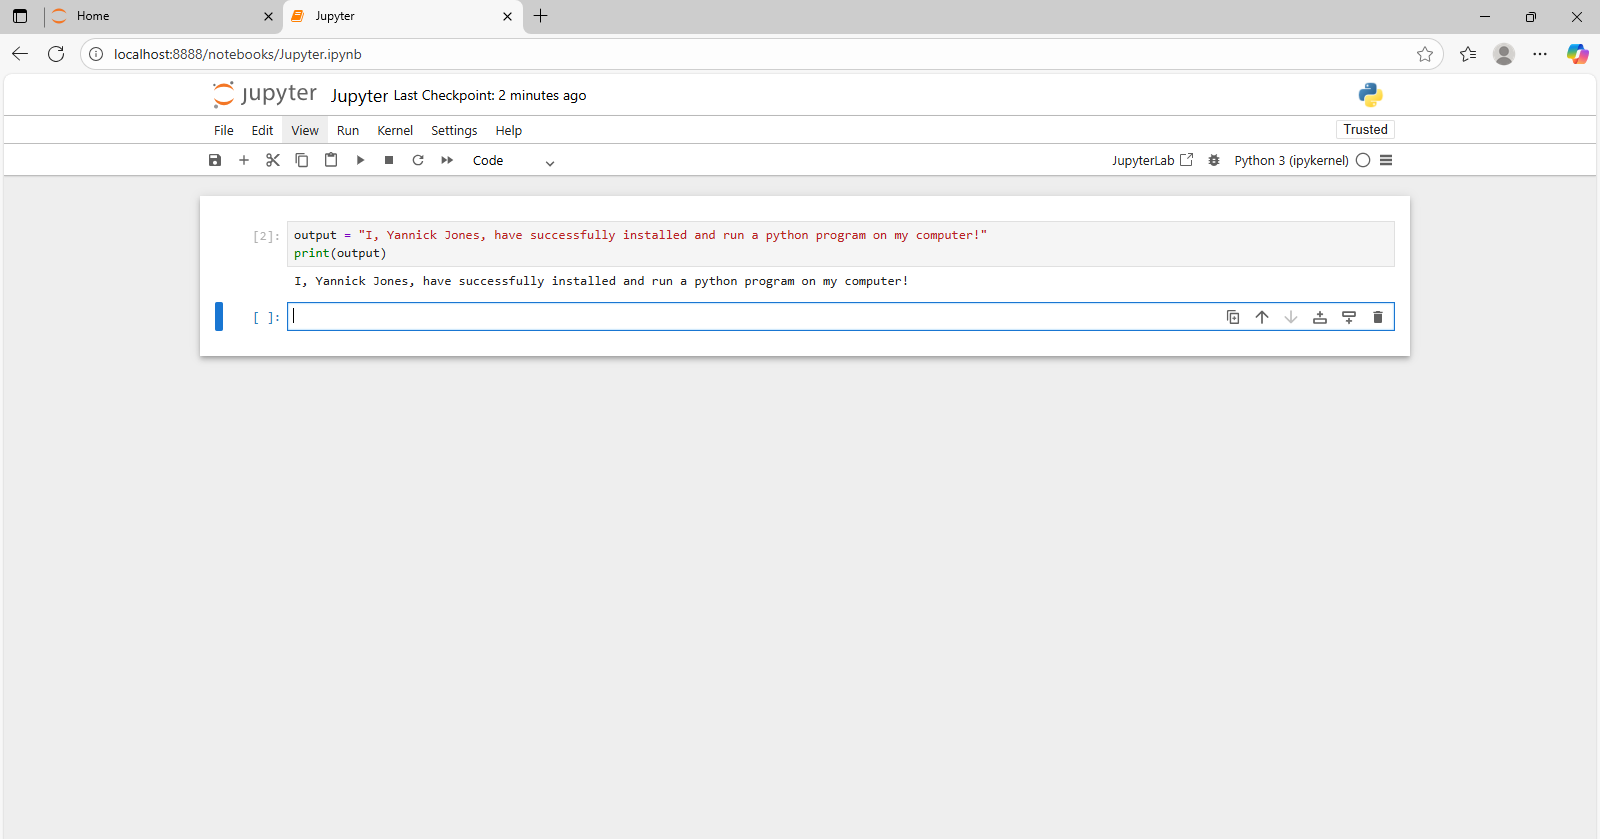 Home
Jupyter
localhost:8888/notebooks/Jupyter.ipynb
jupyter Jupyter Last Checkpoint: 2 minutes ago
File Edit View Run Kernel Settings Help Trusted
Code JupyterLab Python 3 (ipykernel)
[2]: output = "I, Yannick Jones, have successfully installed and run a python program on my computer!"
print(output)
I, Yannick Jones, have successfully installed and run a python program on my computer!
[ ]: